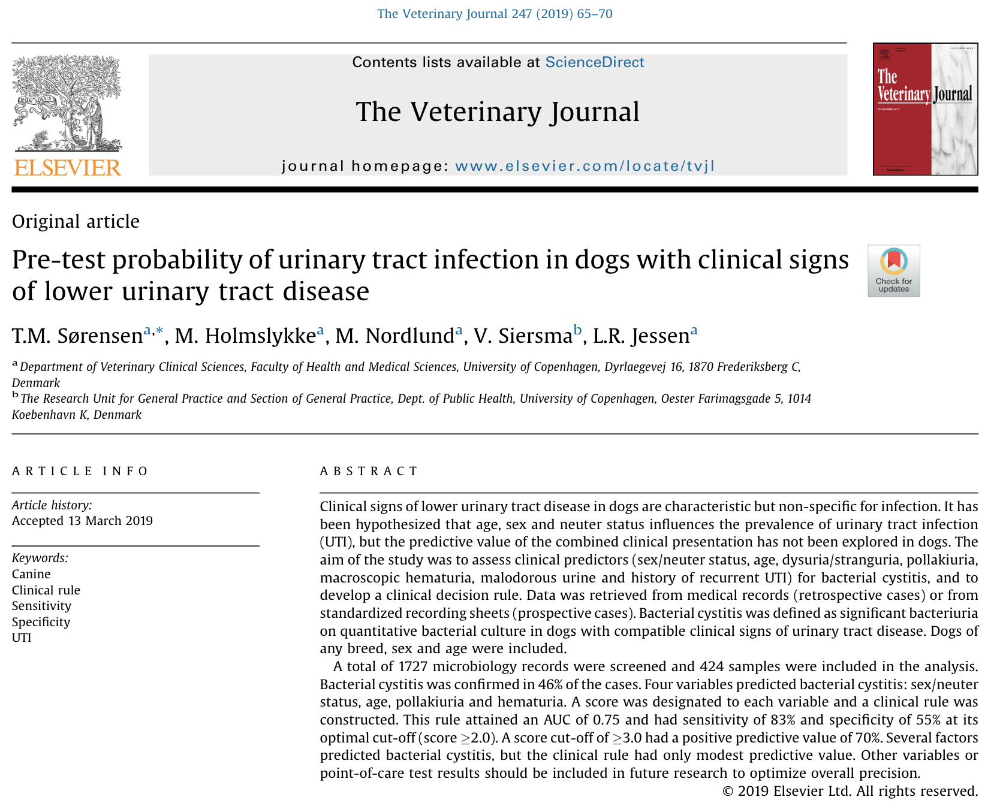 The Veterinary Journal 247 (2019) 65–70
Contents lists available at ScienceDirect
The Veterinary Journal
journal homepage: www.elsevier.com/locate/tvjl
NON SOLUS
ELSEVIER
The
Veterinary Journal
ESTABLISHED 1875
ScienceDirect
Original article
Pre-test probability of urinary tract infection in dogs with clinical signs
of lower urinary tract disease
Check for
updates
T.M. Sørensenᵃ,*, M. Holmslykkeᵃ, M. Nordlundᵃ, V. Siersmaᵇ, L.R. Jessenᵃ
ᵃ Department of Veterinary Clinical Sciences, Faculty of Health and Medical Sciences, University of Copenhagen, Dyrlaegevej 16, 1870 Frederiksberg C,
Denmark
ᵇ The Research Unit for General Practice and Section of General Practice, Dept. of Public Health, University of Copenhagen, Oester Farimagsgade 5, 1014
Koebenhavn K, Denmark
ARTICLE INFO
Article history:
Accepted 13 March 2019
Keywords:
Canine
Clinical rule
Sensitivity
Specificity
UTI
ABSTRACT
Clinical signs of lower urinary tract disease in dogs are characteristic but non-specific for infection. It has
been hypothesized that age, sex and neuter status influences the prevalence of urinary tract infection
(UTI), but the predictive value of the combined clinical presentation has not been explored in dogs. The
aim of the study was to assess clinical predictors (sex/neuter status, age, dysuria/stranguria, pollakiuria,
macroscopic hematuria, malodorous urine and history of recurrent UTI) for bacterial cystitis, and to
develop a clinical decision rule. Data was retrieved from medical records (retrospective cases) or from
standardized recording sheets (prospective cases). Bacterial cystitis was defined as significant bacteriuria
on quantitative bacterial culture in dogs with compatible clinical signs of urinary tract disease. Dogs of
any breed, sex and age were included.
A total of 1727 microbiology records were screened and 424 samples were included in the analysis.
Bacterial cystitis was confirmed in 46% of the cases. Four variables predicted bacterial cystitis: sex/neuter
status, age, pollakiuria and hematuria. A score was designated to each variable and a clinical rule was
constructed. This rule attained an AUC of 0.75 and had sensitivity of 83% and specificity of 55% at its
optimal cut-off (score ≥2.0). A score cut-off of ≥3.0 had a positive predictive value of 70%. Several factors
predicted bacterial cystitis, but the clinical rule had only modest predictive value. Other variables or
point-of-care test results should be included in future research to optimize overall precision.
© 2019 Elsevier Ltd. All rights reserved.